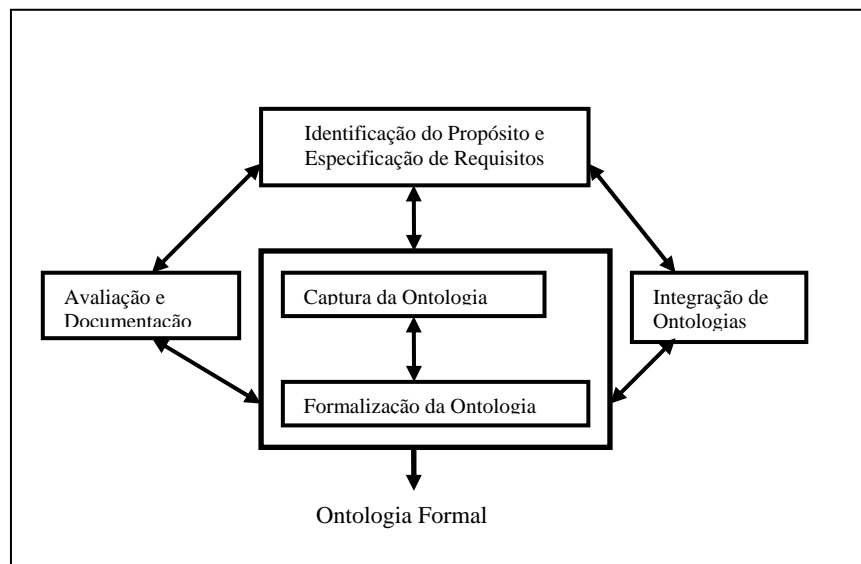 Identificação do Propósito e
Especificação de Requisitos
Avaliação e
Documentação
Captura da Ontologia
Integração de
Ontologias
Formalização da Ontologia
Ontologia Formal